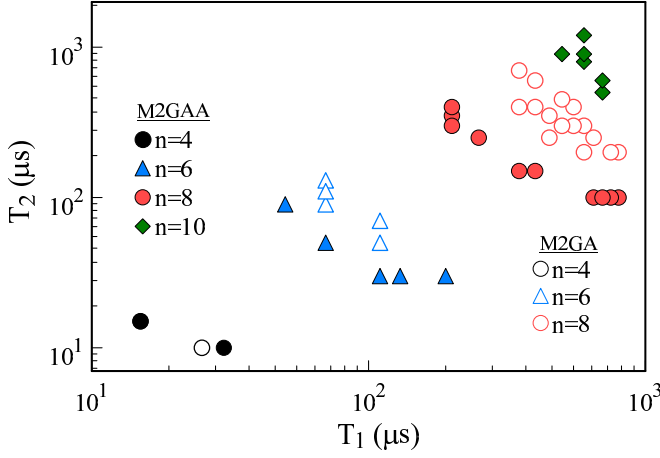 10³
M2GAA
n=4
n=6
n=8
n=10
T₂ (μs)
10²
M2GA
n=4
n=6
n=8
10¹
10¹
10²
10³
T₁ (μs)